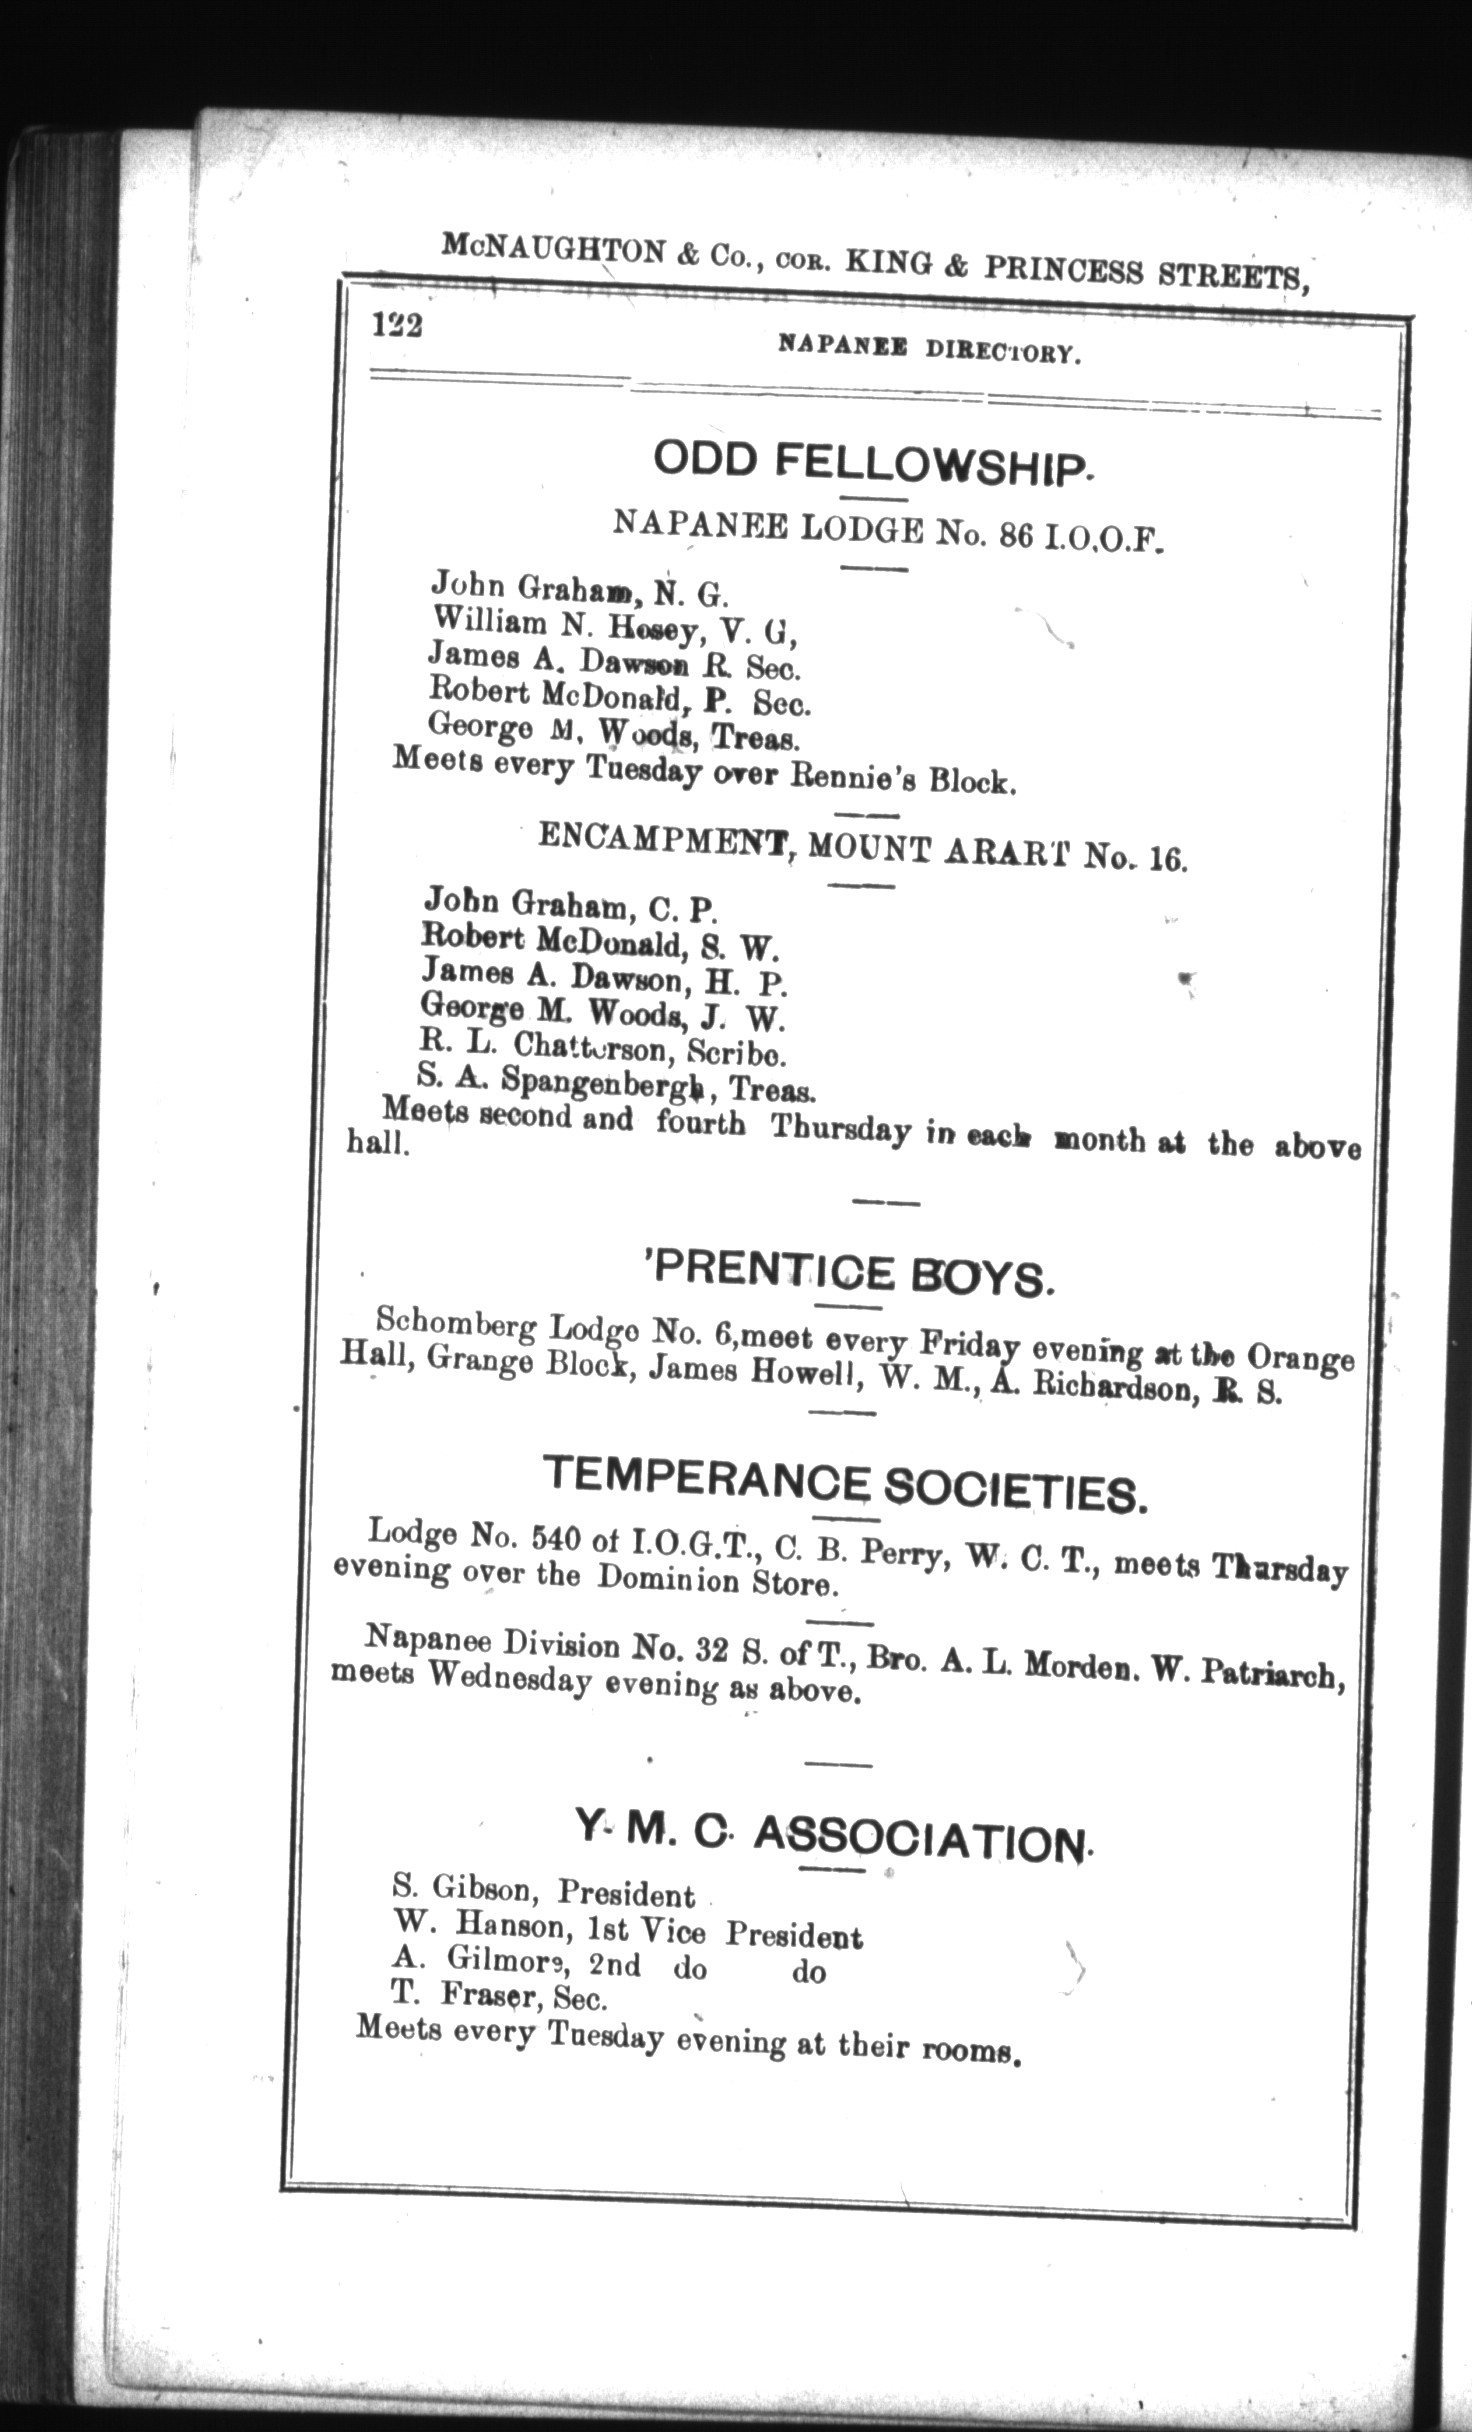 McNAUGHTON & Co., COR. KING & PRINCESS STREETS,
122
NAPANEE DIRECTORY.
ODD FELLOWSHIP.
NAPANEE LODGE No. 86 I.O.O.F.
John Graham, N. G.
William N. Hosey, V. G,
James A. Dawson R. Sec.
Robert McDonald, P. Sec.
George M. Woods, Treas.
Meets every Tuesday over Rennie's Block.
ENCAMPMENT, MOUNT ARART No. 16.
John Graham, C. P.
Robert McDonald, S. W.
James A. Dawson, H. P.
George M. Woods, J. W.
R. L. Chatterson, Scribe.
S. A. Spangenbergh, Treas.
Meets second and fourth Thursday in each month at the above
hall.
'PRENTICE BOYS.
Schomberg Lodge No. 6,meet every Friday evening at the Orange
Hall, Grange Block, James Howell, W. M., A. Richardson, R. S.
TEMPERANCE SOCIETIES.
Lodge No. 540 of I.O.G.T., C. B. Perry, W. C. T., meets Thursday
evening over the Dominion Store.
Napanee Division No. 32 S. of T., Bro. A. L. Morden. W. Patriarch,
meets Wednesday evening as above.
Y. M. C. ASSOCIATION.
S. Gibson, President
W. Hanson, 1st Vice President
A. Gilmore, 2nd do do
T. Fraser, Sec.
Meets every Tuesday evening at their rooms.